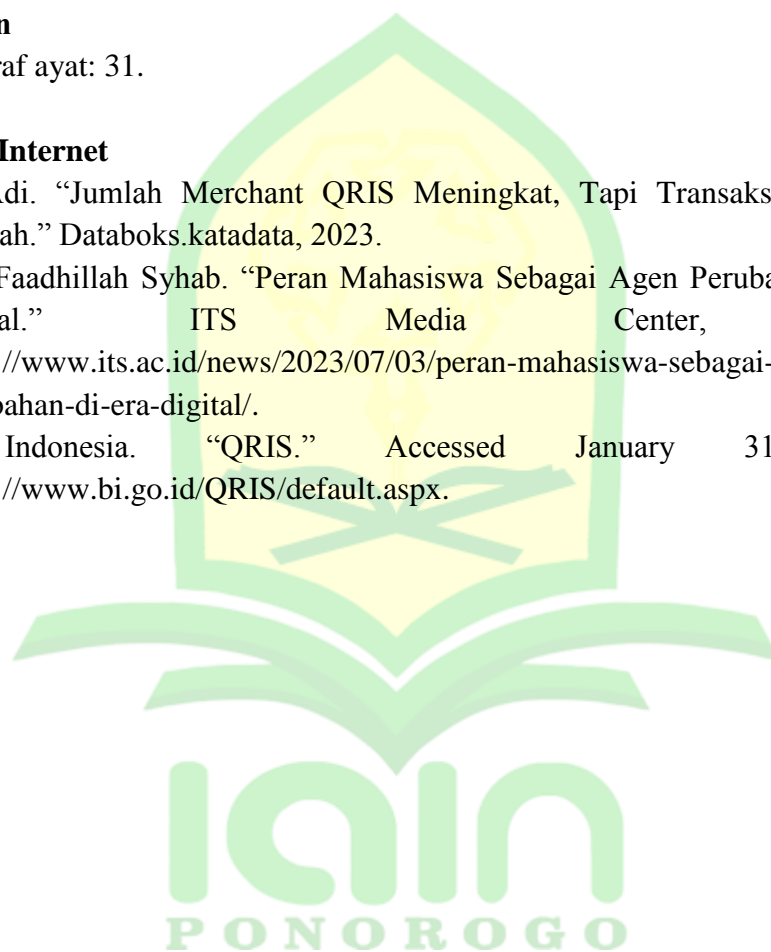 n
raf ayat: 31.
Internet
Adi. “Jumlah Merchant QRIS Meningkat, Tapi Transaks
ah.” Databoks.katadata, 2023.
Faadhillah Syhab. “Peran Mahasiswa Sebagai Agen Peruba
al.” ITS Media Center,
://www.its.ac.id/news/2023/07/03/peran-mahasiswa-sebagai-
bahan-di-era-digital/.
Indonesia. “QRIS.” Accessed January 31
://www.bi.go.id/QRIS/default.aspx.
iain
PONOROGO